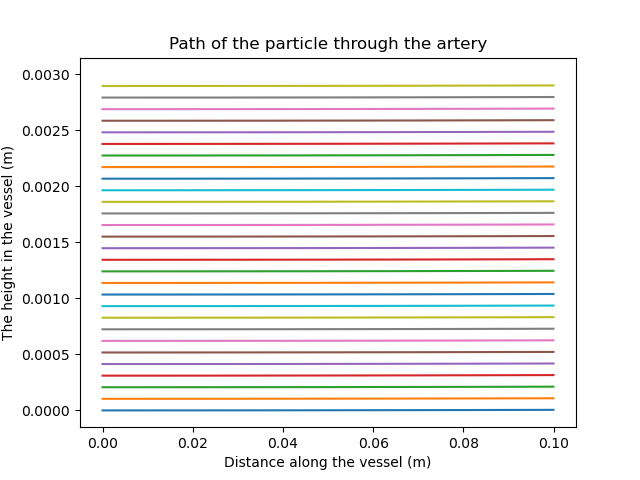 Path of the particle through the artery
0.0030
0.0025
0.0020
0.0015
0.0010
0.0005
0.0000
The height in the vessel (m)
0.00 0.02 0.04 0.06 0.08 0.10
Distance along the vessel (m)